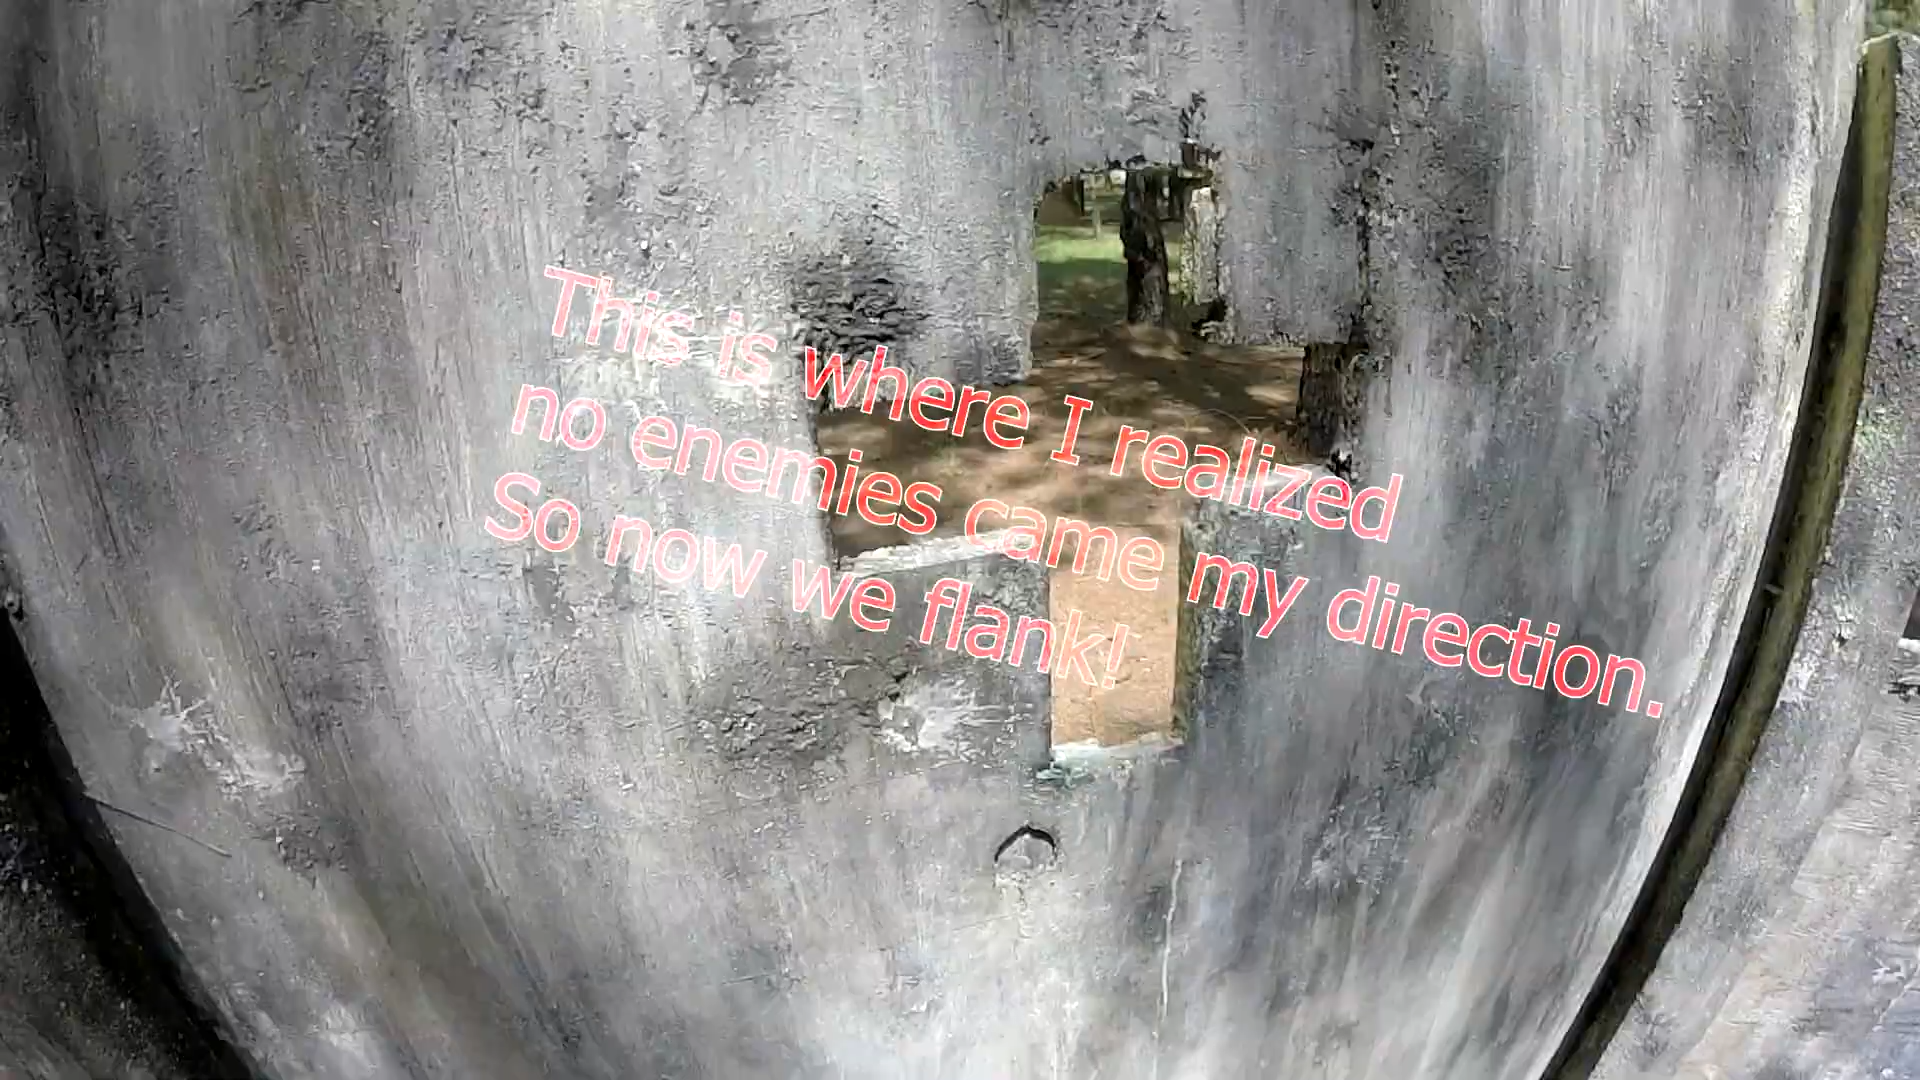 This is where I realized
no enemies came my direction.
So now we flank!